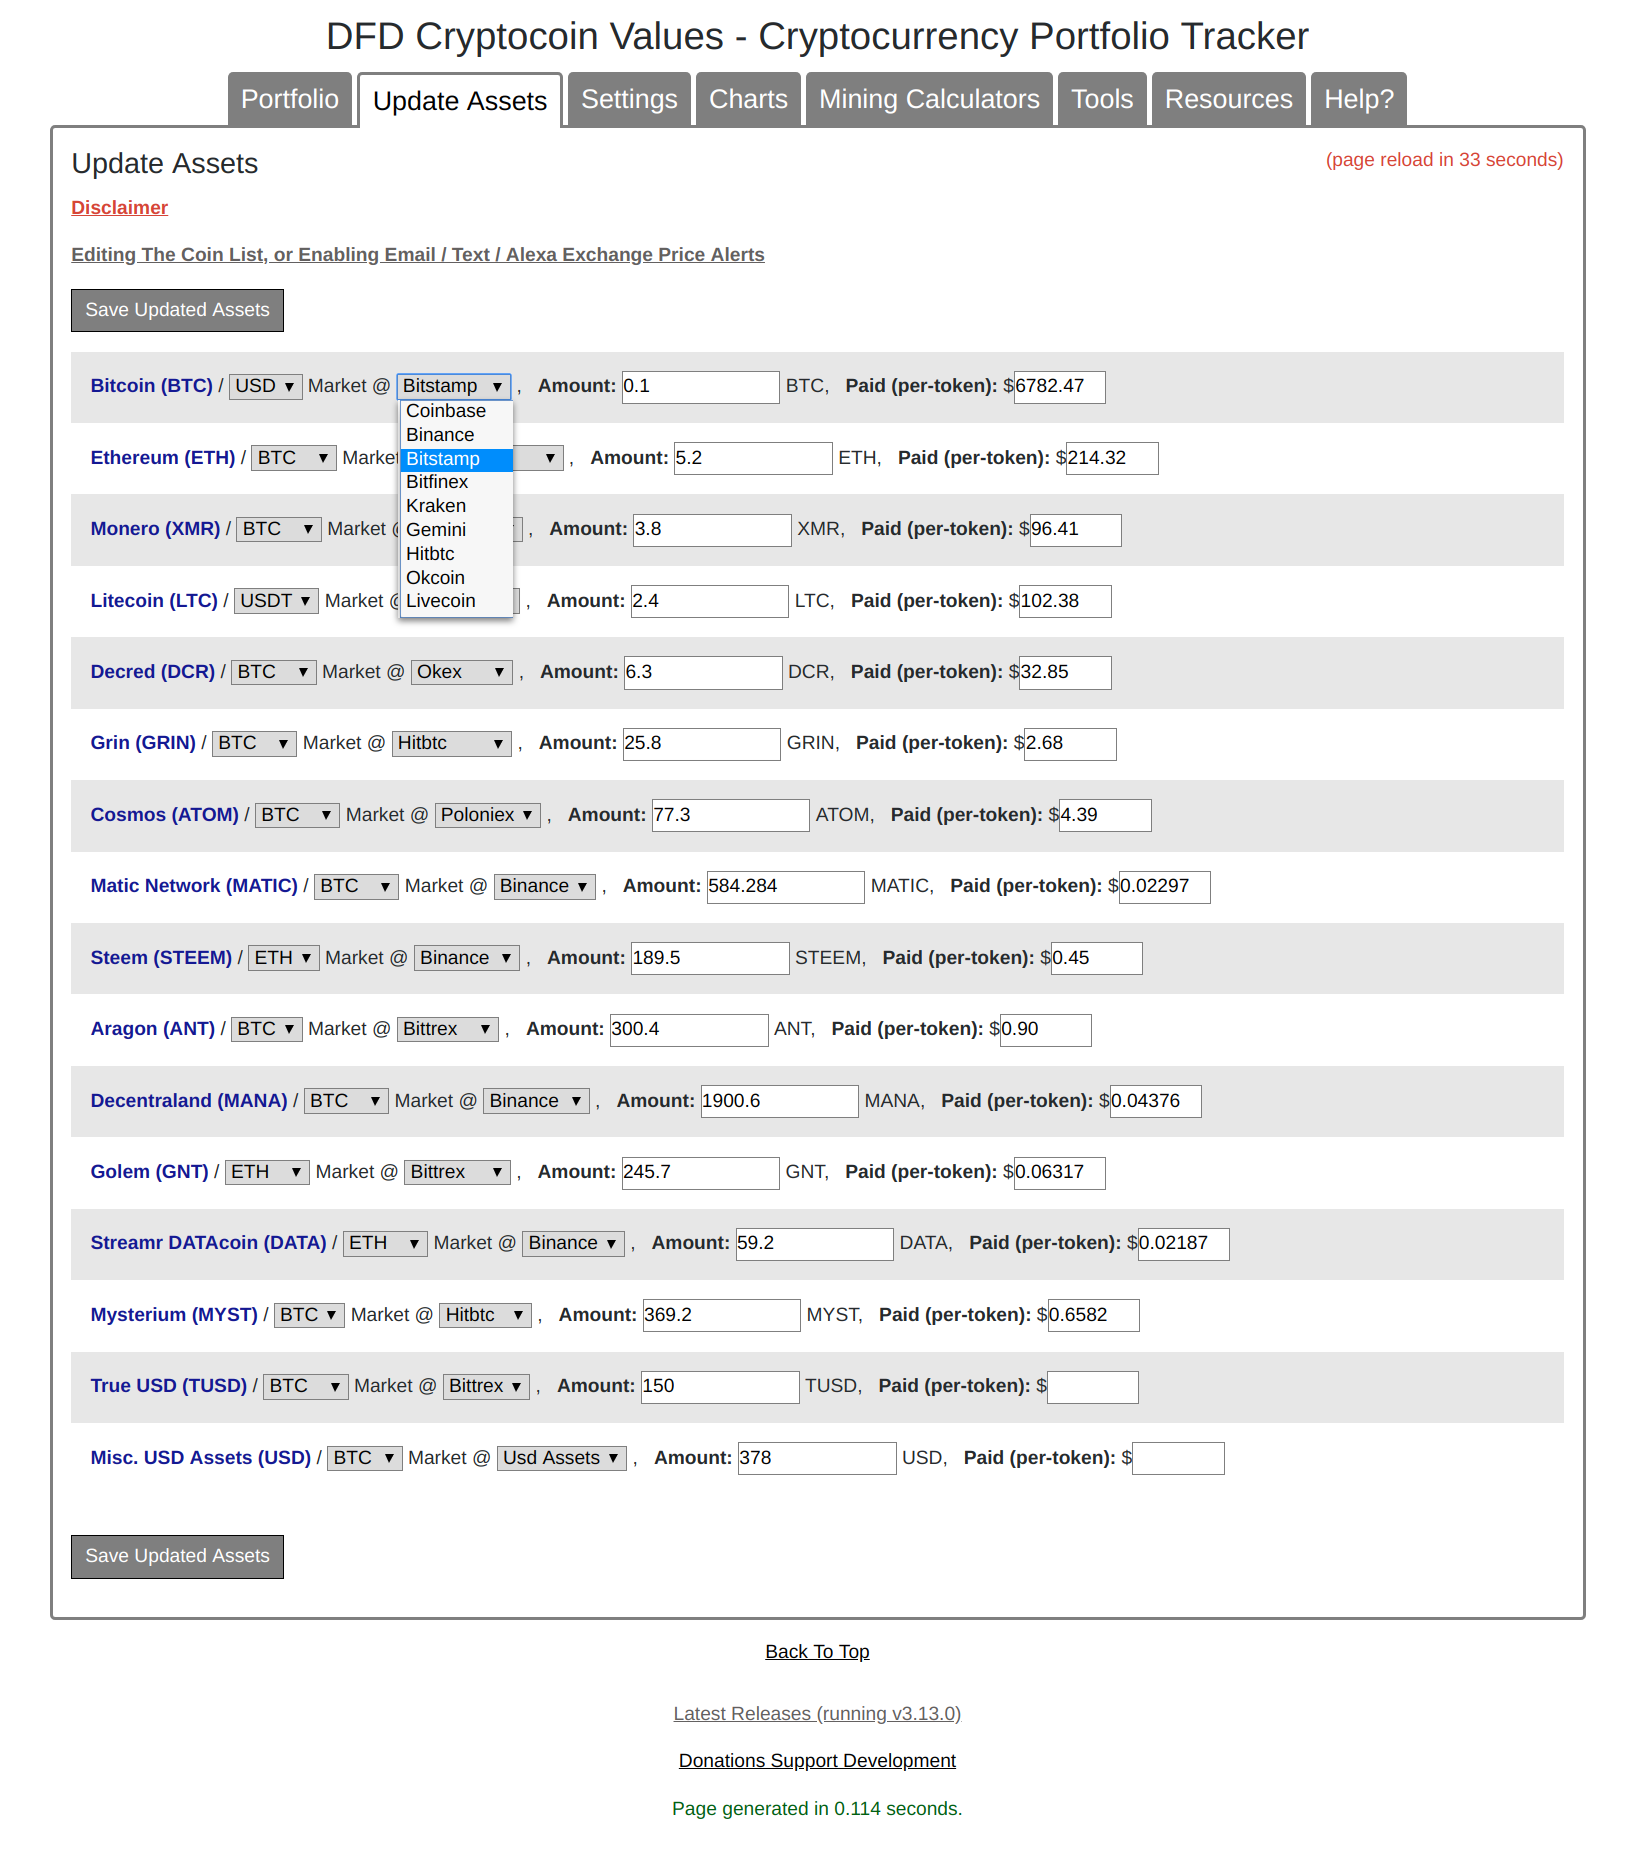 DFD Cryptocoin Values - Cryptocurrency Portfolio Tracker
Portfolio Update Assets Settings Charts Mining Calculators Tools Resources Help?
Update Assets (page reload in 33 seconds)
Disclaimer
Editing The Coin List, or Enabling Email / Text / Alexa Exchange Price Alerts
Save Updated Assets
Bitcoin (BTC) / USD Market @ Bitstamp , Amount: 0.1 BTC, Paid (per-token): $6782.47
Coinbase
Binance
Bitstamp
Bitfinex
Kraken
Gemini
Hitbtc
Okcoin
Livecoin
Ethereum (ETH) / BTC Market , Amount: 5.2 ETH, Paid (per-token): $214.32
Monero (XMR) / BTC Market @ , Amount: 3.8 XMR, Paid (per-token): $96.41
Litecoin (LTC) / USDT Market @ , Amount: 2.4 LTC, Paid (per-token): $102.38
Decred (DCR) / BTC Market @ Okex , Amount: 6.3 DCR, Paid (per-token): $32.85
Grin (GRIN) / BTC Market @ Hitbtc , Amount: 25.8 GRIN, Paid (per-token): $2.68
Cosmos (ATOM) / BTC Market @ Poloniex , Amount: 77.3 ATOM, Paid (per-token): $4.39
Matic Network (MATIC) / BTC Market @ Binance , Amount: 584.284 MATIC, Paid (per-token): $0.02297
Steem (STEEM) / ETH Market @ Binance , Amount: 189.5 STEEM, Paid (per-token): $0.45
Aragon (ANT) / BTC Market @ Bittrex , Amount: 300.4 ANT, Paid (per-token): $0.90
Decentraland (MANA) / BTC Market @ Binance , Amount: 1900.6 MANA, Paid (per-token): $0.04376
Golem (GNT) / ETH Market @ Bittrex , Amount: 245.7 GNT, Paid (per-token): $0.06317
Streamr DATAcoin (DATA) / ETH Market @ Binance , Amount: 59.2 DATA, Paid (per-token): $0.02187
Mysterium (MYST) / BTC Market @ Hitbtc , Amount: 369.2 MYST, Paid (per-token): $0.6582
True USD (TUSD) / BTC Market @ Bittrex , Amount: 150 TUSD, Paid (per-token): $
Misc. USD Assets (USD) / BTC Market @ Usd Assets , Amount: 378 USD, Paid (per-token): $
Save Updated Assets
Back To Top
Latest Releases (running v3.13.0)
Donations Support Development
Page generated in 0.114 seconds.